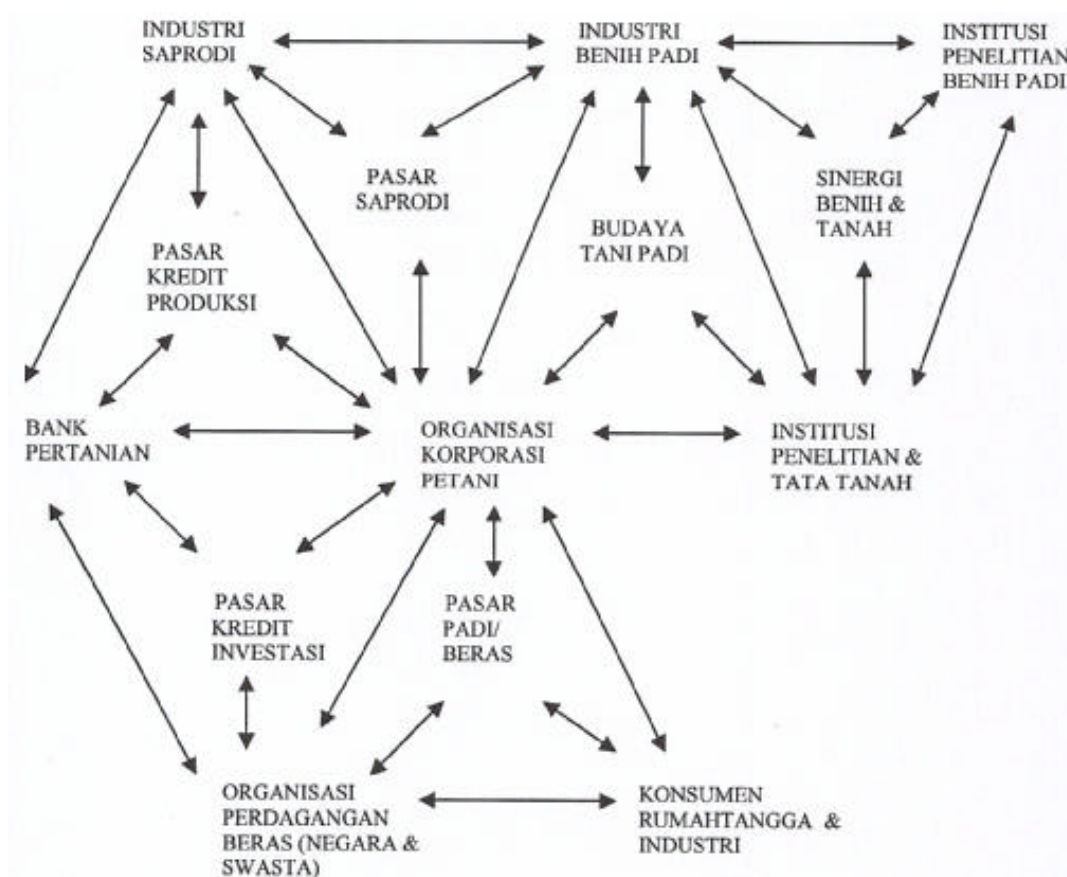 INDUSTRI
SAPRODI
INDUSTRI
BENIH PADI
INSTITUSI
PENELITIAN
BENIH PADI
PASAR
SAPRODI
SINERGI
BENIH &
TANAH
BUDAYA
TANI PADI
PASAR
KREDIT
PRODUKSI
BANK
PERTANIAN
ORGANISASI
KORPORASI
PETANI
INSTITUSI
PENELITIAN &
TATA TANAH
PASAR
KREDIT
INVESTASI
PASAR
PADI/
BERAS
ORGANISASI
PERDAGANGAN
BERAS (NEGARA &
SWASTA)
KONSUMEN
RUMAHTANGGA &
INDUSTRI